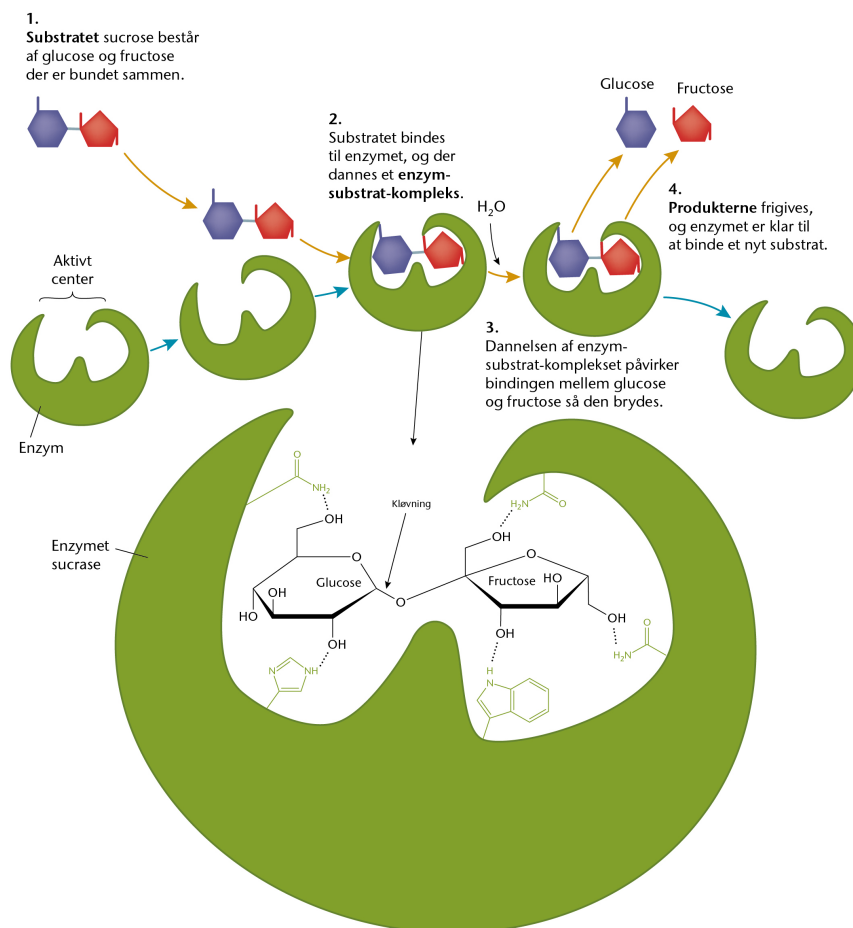 1.
Substratet sucrose består
af glucose og fructose
der er bundet sammen.
2.
Substratet bindes
til enzymet, og der
dannes et enzym-
substrat-kompleks.
H2O
Glucose
Fructose
4.
Produkterne frigives,
og enzymet er klar til
at binde et nyt substrat.
Aktivt
center
Enzym
3.
Dannelsen af enzym-
substrat-komplekset påvirker
bindingen mellem glucose
og fructose så den brydes.
Enzymet
sucrase
O
NH2
OH
Kløvning
H2N
O
OH
O
Glucose
OH
HO
OH
O
O
Fructose
HO
OH
OH
O
H2N
N
NH
H
N